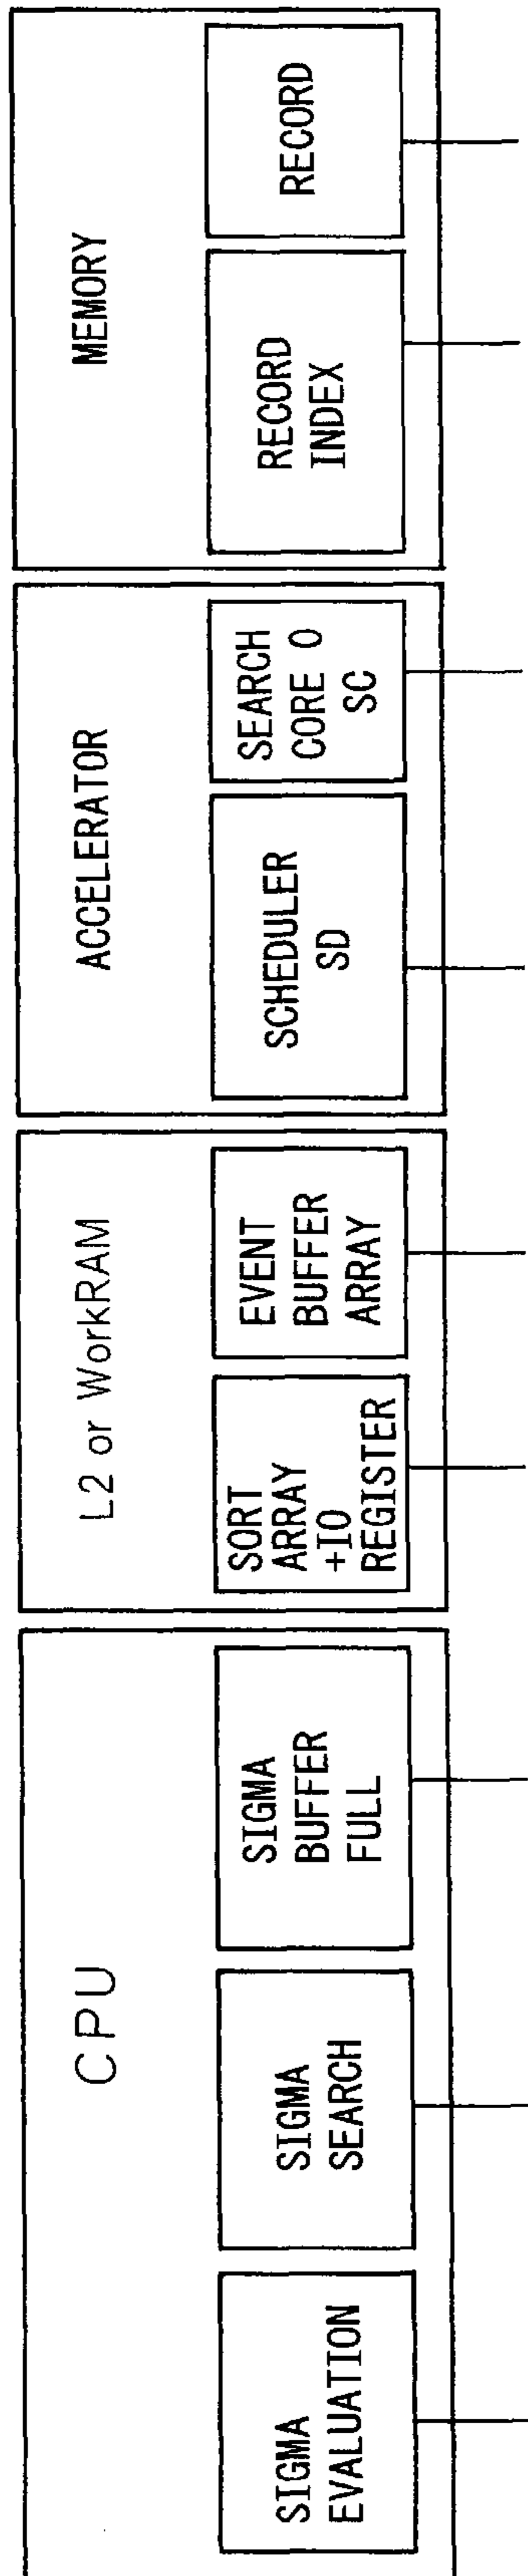 CPU
SIGMA
EVALUATION
SIGMA
SEARCH
SIGMA
BUFFER
FULL
L2 or WorkRAM
SORT
ARRAY
+IO
REGISTER
EVENT
BUFFER
ARRAY
ACCELERATOR
SCHEDULER
SD
SEARCH
CORE 0
SC
MEMORY
RECORD
INDEX
RECORD